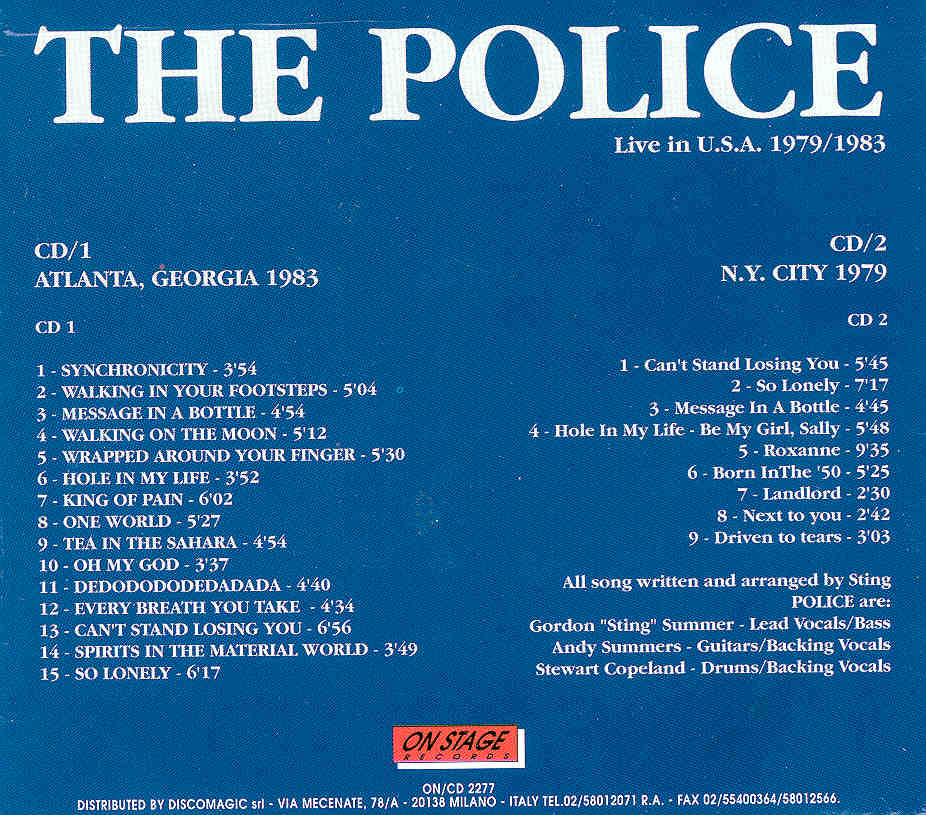 THE POLICE
Live in U.S.A. 1979/1983
CD/1
ATLANTA, GEORGIA 1983
CD 1
1 - SYNCHRONICITY - 3'54
2 - WALKING IN YOUR FOOTSTEPS - 5'04
3 - MESSAGE IN A BOTTLE - 4'54
4 - WALKING ON THE MOON - 5'12
5 - WRAPPED AROUND YOUR FINGER - 5'30
6 - HOLE IN MY LIFE - 3'52
7 - KING OF PAIN - 6'02
8 - ONE WORLD - 5'27
9 - TEA IN THE SAHARA - 4'54
10 - OH MY GOD - 3'37
11 - DEDODODODEDADADA - 4'40
12 - EVERY BREATH YOU TAKE - 4'34
13 - CAN'T STAND LOSING YOU - 6'56
14 - SPIRITS IN THE MATERIAL WORLD - 3'49
15 - SO LONELY - 6'17
CD/2
N.Y. CITY 1979
CD 2
1 - Can't Stand Losing You - 5'45
2 - So Lonely - 7'17
3 - Message In A Bottle - 4'45
4 - Hole In My Life - Be My Girl, Sally - 5'48
5 - Roxanne - 9'35
6 - Born InThe '50 - 5'25
7 - Landlord - 2'30
8 - Next to you - 2'42
9 - Driven to tears - 3'03
All song written and arranged by Sting
POLICE are:
Gordon "Sting" Summer - Lead Vocals/Bass
Andy Summers - Guitars/Backing Vocals
Stewart Copeland - Drums/Backing Vocals
ON STAGE
RECORDS
ON/CD 2277
DISTRIBUTED BY DISCOMAGIC srl - VIA MECENATE, 78/A - 20138 MILANO - ITALY TEL.02/58012071 R.A. - FAX 02/55400364/58012566.